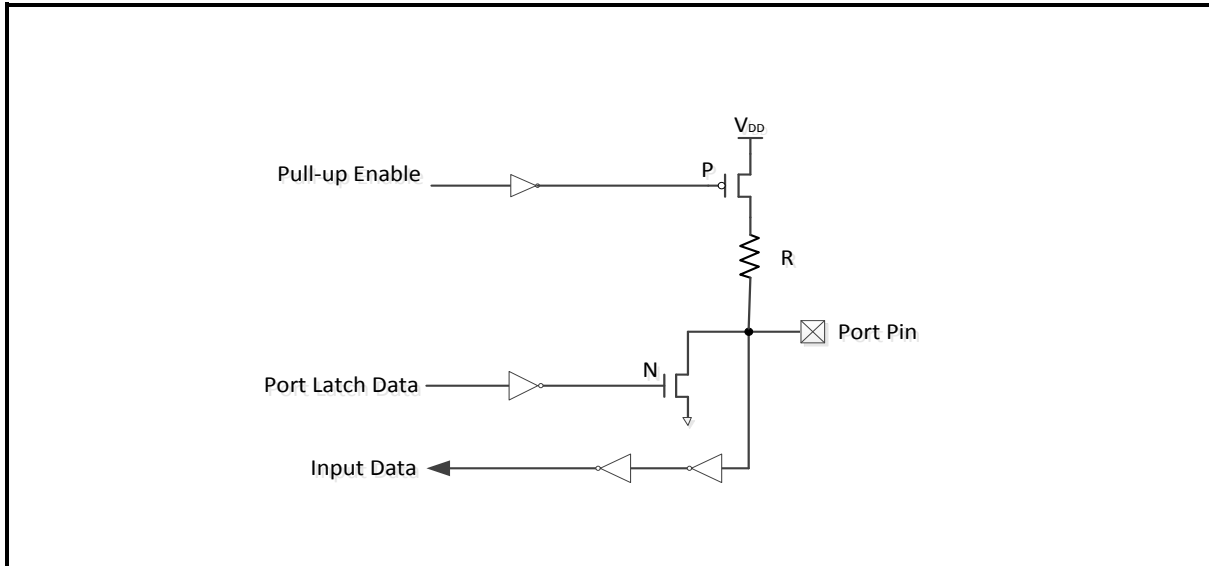 VDD
Pull-up Enable
P
R
Port Pin
N
Port Latch Data
Input Data